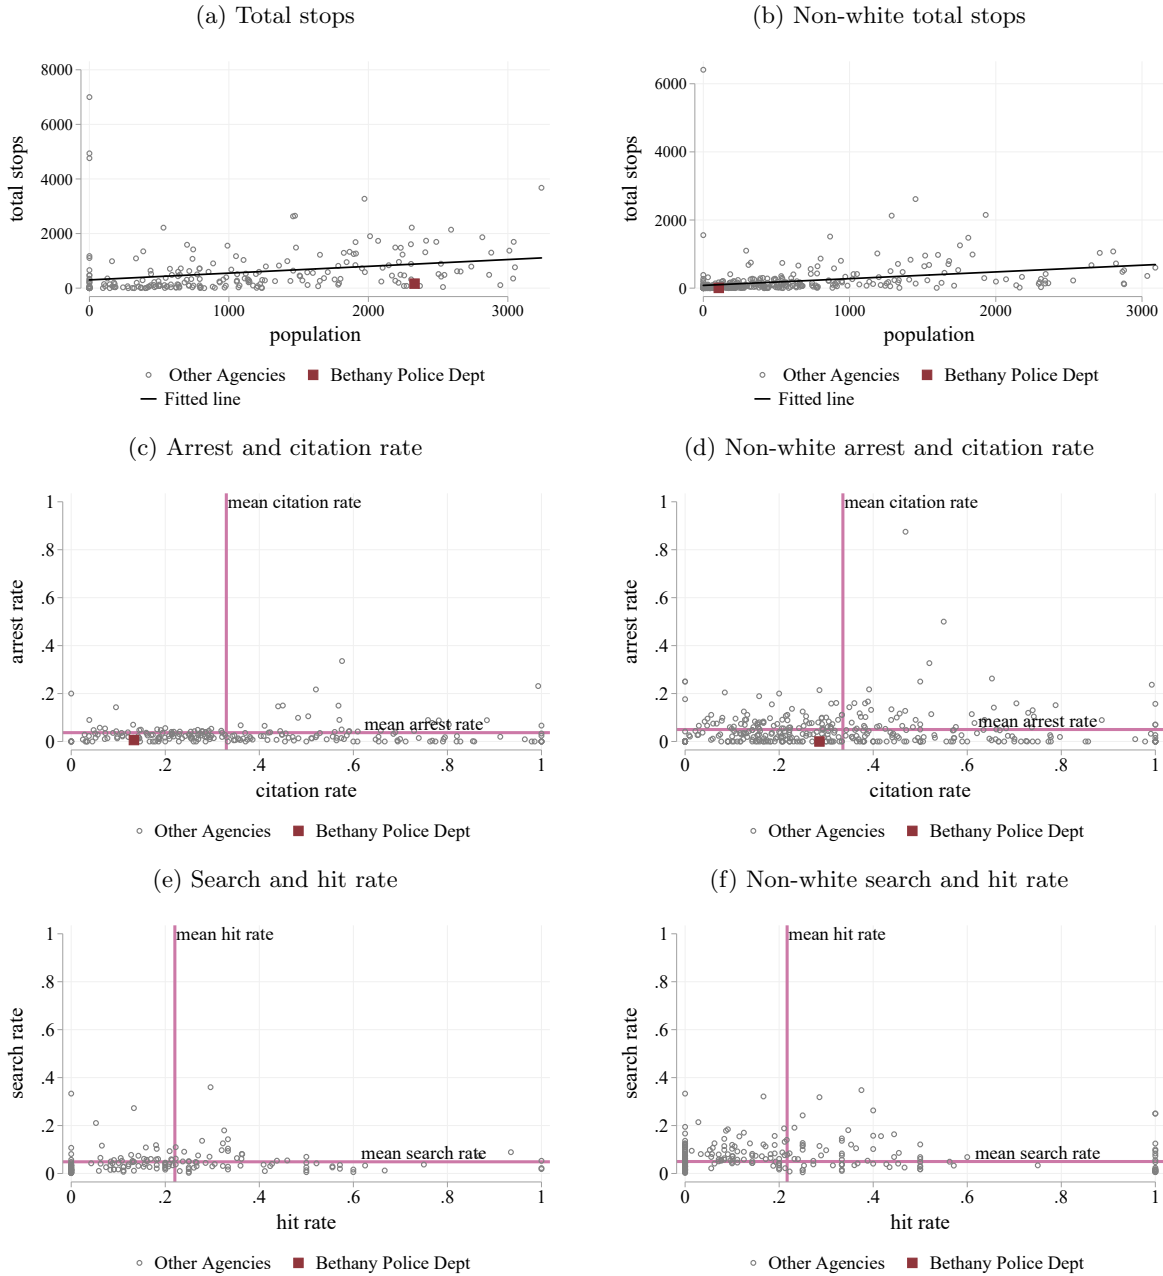 (a) Total stops
(b) Non-white total stops
8000
6000
4000
2000
0
total stops
0 1000 2000 3000
population
Other Agencies Bethany Police Dept
Fitted line
6000
4000
2000
0
total stops
0 1000 2000 3000
population
Other Agencies Bethany Police Dept
Fitted line
(c) Arrest and citation rate
(d) Non-white arrest and citation rate
1
.8
.6
.4
.2
0
arrest rate
mean citation rate
mean arrest rate
0 .2 .4 .6 .8 1
citation rate
Other Agencies Bethany Police Dept
1
.8
.6
.4
.2
0
arrest rate
mean citation rate
mean arrest rate
0 .2 .4 .6 .8 1
citation rate
Other Agencies Bethany Police Dept
(e) Search and hit rate
(f) Non-white search and hit rate
1
.8
.6
.4
.2
0
search rate
mean hit rate
mean search rate
0 .2 .4 .6 .8 1
hit rate
Other Agencies Bethany Police Dept
1
.8
.6
.4
.2
0
search rate
mean hit rate
mean search rate
0 .2 .4 .6 .8 1
hit rate
Other Agencies Bethany Police Dept